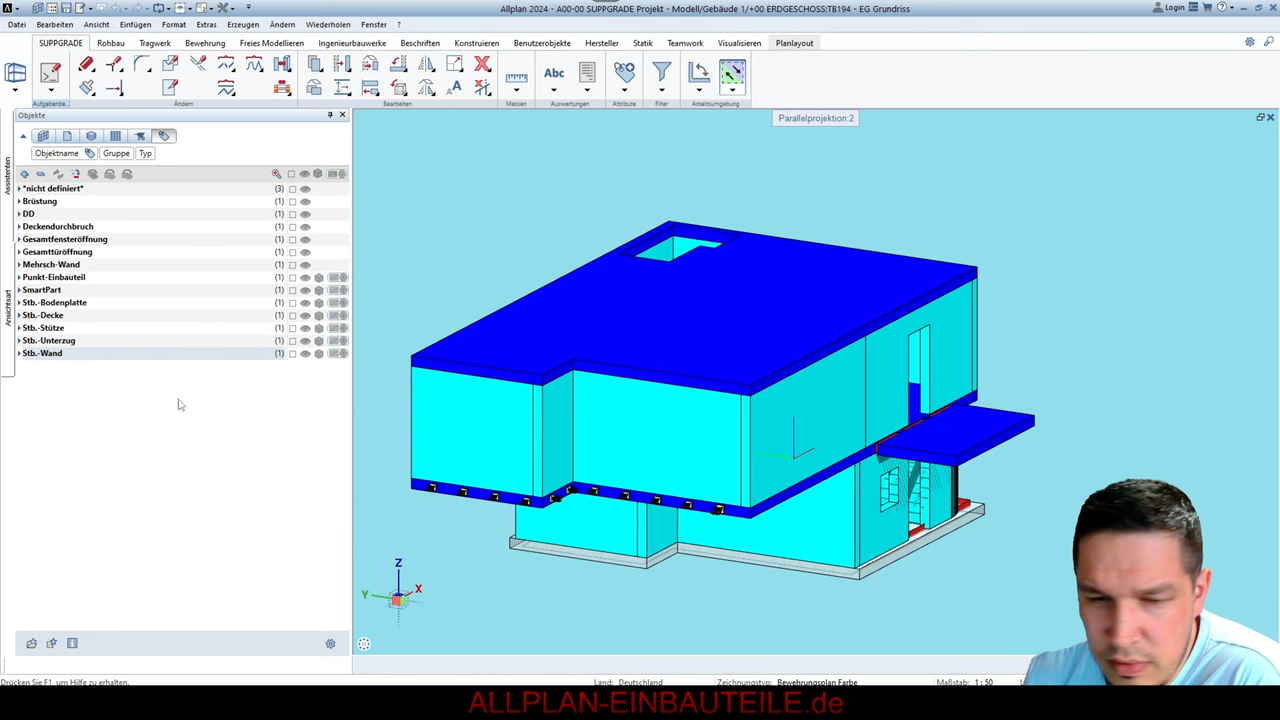 Allplan 2024 - A00-00 SUPPGRADE Projekt - Modell/Gebäude 1/+00 ERDGESCHOSS:TB194 - EG Grundriss
Login
Datei Bearbeiten Einfügen Format Extras Erzeugen Ändern Wiederholen Fenster ?
SUPPGRADE Rohbau Tragwerk Bewehrung Freies Modellieren Ingenieurbauwerke Beschriften Konstruieren Benutzerobjekte Hersteller Statik Teamwork Visualisieren Planlayout
Abc
Aufgabenbe... Ändern Bearbeiten Messen Auswertungen Attribute Filter Arbeitsumgebung
Objekte
Parallelprojektion:2
Objektname Gruppe Typ
Assistenten
Ansichtsart
*nicht definiert* (3)
Brüstung (1)
DD (1)
Deckendurchbruch (1)
Gesamtfensteröffnung (1)
Gesamttüröffnung (1)
Mehrsch-Wand (1)
Punkt-Einbauteil (1)
SmartPart (1)
Stb.-Bodenplatte (1)
Stb.-Decke (1)
Stb.-Stütze (1)
Stb.-Unterzug (1)
Stb.-Wand (1)
Z
Y
X
Drücken Sie F1, um Hilfe zu erhalten. Land: Deutschland Zeichnungstyp: Bewehrungsplan Farbe Maßstab: 1 : 50
ALLPLAN-EINBAUTEILE.de